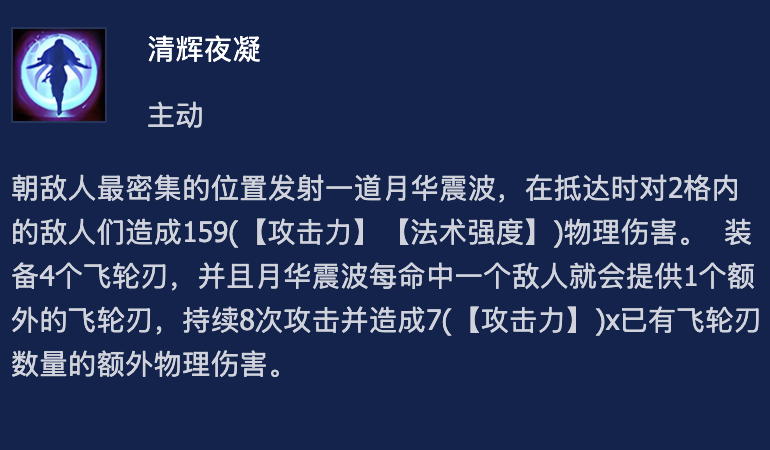 清辉夜凝
主动
朝敌人最密集的位置发射一道月华震波，在抵达时对2格内
的敌人们造成159(【攻击力】【法术强度】)物理伤害。 装
备4个飞轮刃，并且月华震波每命中一个敌人就会提供1个额
外的飞轮刃，持续8次攻击并造成7(【攻击力】)x已有飞轮刃
数量的额外物理伤害。